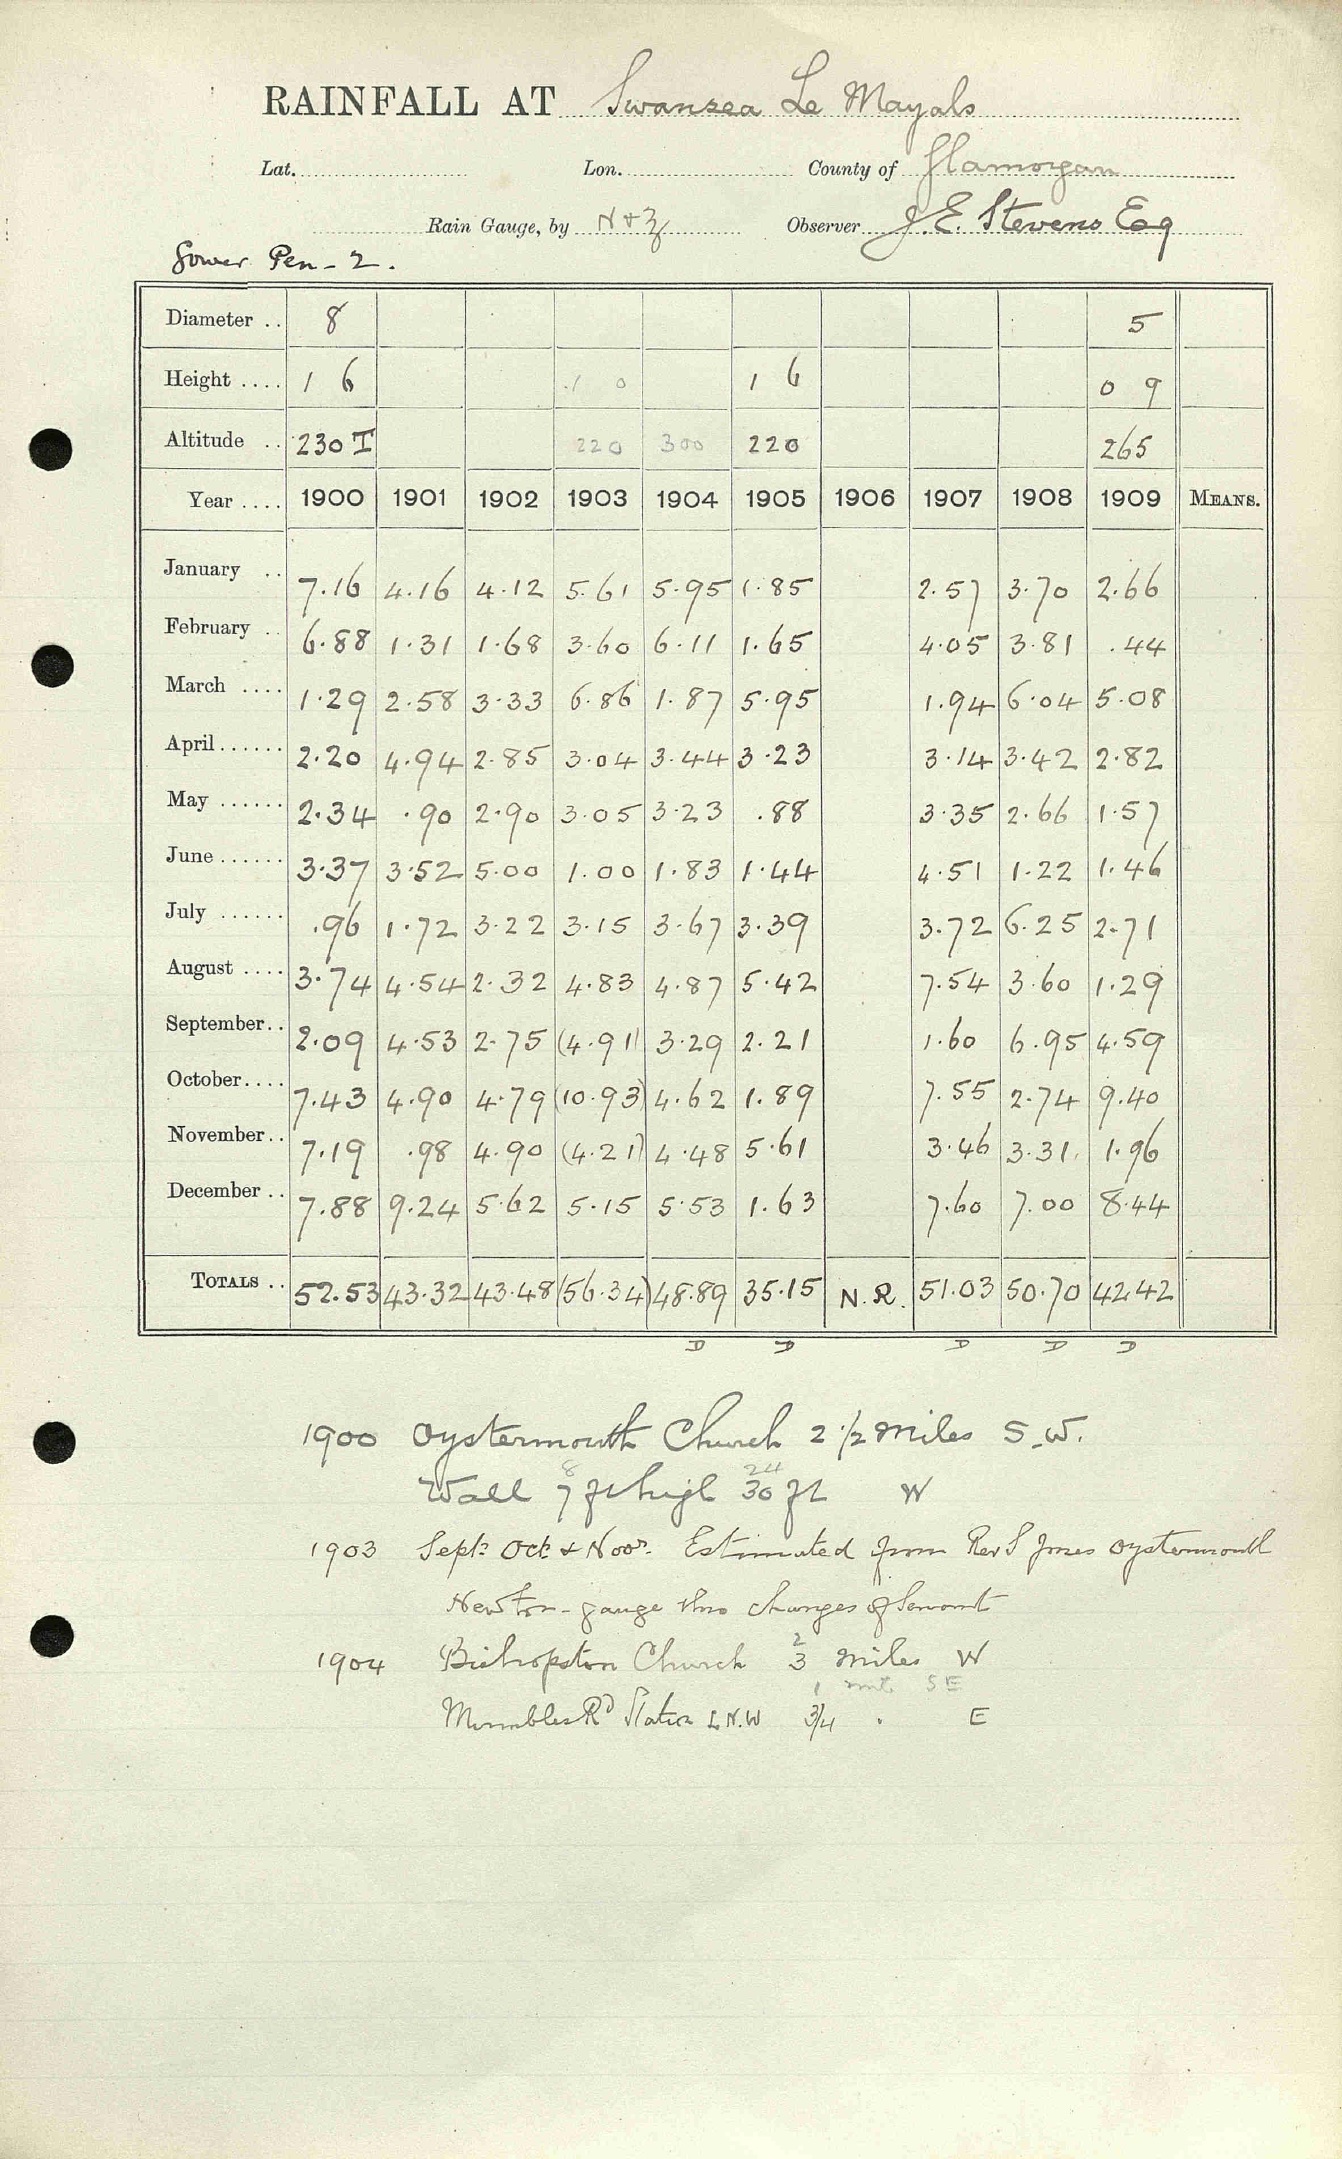 RAINFALL AT Swansea Le Mayals
Lat. Lon. County of Glamorgan
Rain Gauge, by N+Z Observer J. E. Stevens Esq
Gower Pen - 2.
Diameter .. 8 5
Height .... 1 6 1 0 1 6 0 9
Altitude .. 230 T 220 300 220 265
Year .... 1900 1901 1902 1903 1904 1905 1906 1907 1908 1909 MEANS.
January .. 7.16 4.16 4.12 5.61 5.95 1.85 2.57 3.70 2.66
February .. 6.88 1.31 1.68 3.60 6.11 1.65 4.05 3.81 .44
March .... 1.29 2.58 3.33 6.86 1.87 5.95 1.94 6.04 5.08
April ...... 2.20 4.94 2.85 3.04 3.44 3.23 3.14 3.42 2.82
May ...... 2.34 .90 2.90 3.05 3.23 .88 3.35 2.66 1.57
June ...... 3.37 3.52 5.00 1.00 1.83 1.44 4.51 1.22 1.46
July ...... .96 1.72 3.22 3.15 3.67 3.39 3.72 6.25 2.71
August .... 3.74 4.54 2.32 4.83 4.87 5.42 7.54 3.60 1.29
September.. 2.09 4.53 2.75 (4.91) 3.29 2.21 1.60 6.95 4.59
October.... 7.43 4.90 4.79 (10.93) 4.62 1.89 7.55 2.74 9.40
November.. 7.19 .98 4.90 (4.21) 4.48 5.61 3.46 3.31 1.96
December .. 7.88 9.24 5.62 5.15 5.53 1.63 7.60 7.00 8.44
TOTALS .. 52.53 43.32 43.48 (56.34) 48.89 35.15 N.R. 51.03 50.70 42.42
D D D D D
1900 Oystermouth Church 2 1/2 miles S.W.
8 24
Wall 7 ft high 30 ft W
1903 Sept Oct & Novr. Estimated from Rev S Jones Oystermouth
Newton - gauge thro changes of Servant
2
1904 Bishopston Church 3 miles W
1 mile SE
Mumbles Rd Station L.N.W 3/4 " E